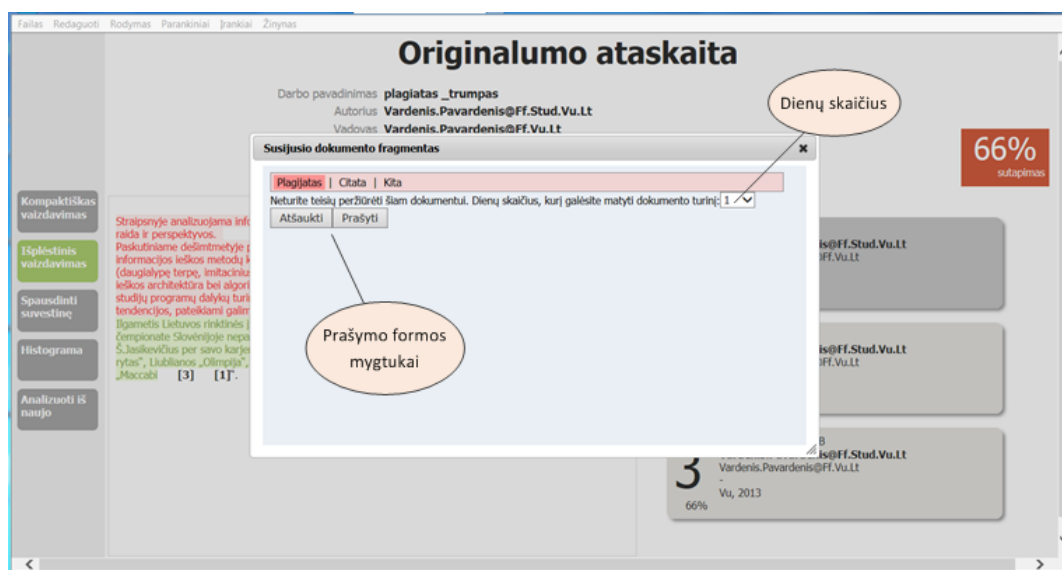 Failas Redaguoti Rodymas Parankiniai Įrankiai Žinynas
Originalumo ataskaita
Darbo pavadinimas plagiatas _trumpas
Autorius Vardenis.Pavardenis@Ff.Stud.Vu.Lt
Vadovas Vardenis.Pavardenis@Ff.Vu.Lt
Dienų skaičius
66%
sutapimas
Susijusio dokumento fragmentas
Plagijatas | Citata | Kita
Neturite teisių peržiūrėti šiam dokumentui. Dienų skaičius, kurį galėsite matyti dokumento turinį: 1
Atšaukti Prašyti
Prašymo formos
mygtukai
Kompaktiškas
vaizdavimas
Išplėstinis
vaizdavimas
Spausdinti
suvestinę
Histograma
Analizuoti iš
naujo
Straipsnyje analizuojama
raida ir perspektyvos.
Paskutiniame dešimtmetyje
informacijos ieškos metodų
(daugialypę terpę,
ieškos architektūra bei
studijų programų dalykų
tendencijos, pateikiami
Ilgametis Lietuvos rinktinės
čempionate Slovėnijoje
Š.Jasikevičius per savo
rytas", Liublianos „Olimpija",
„Maccabi [3] [1]".
is@Ff.Stud.Vu.Lt
Ff.Vu.Lt
is@Ff.Stud.Vu.Lt
Ff.Vu.Lt
3
66%
is@Ff.Stud.Vu.Lt
Vardenis.Pavardenis@Ff.Vu.Lt
-
Vu, 2013